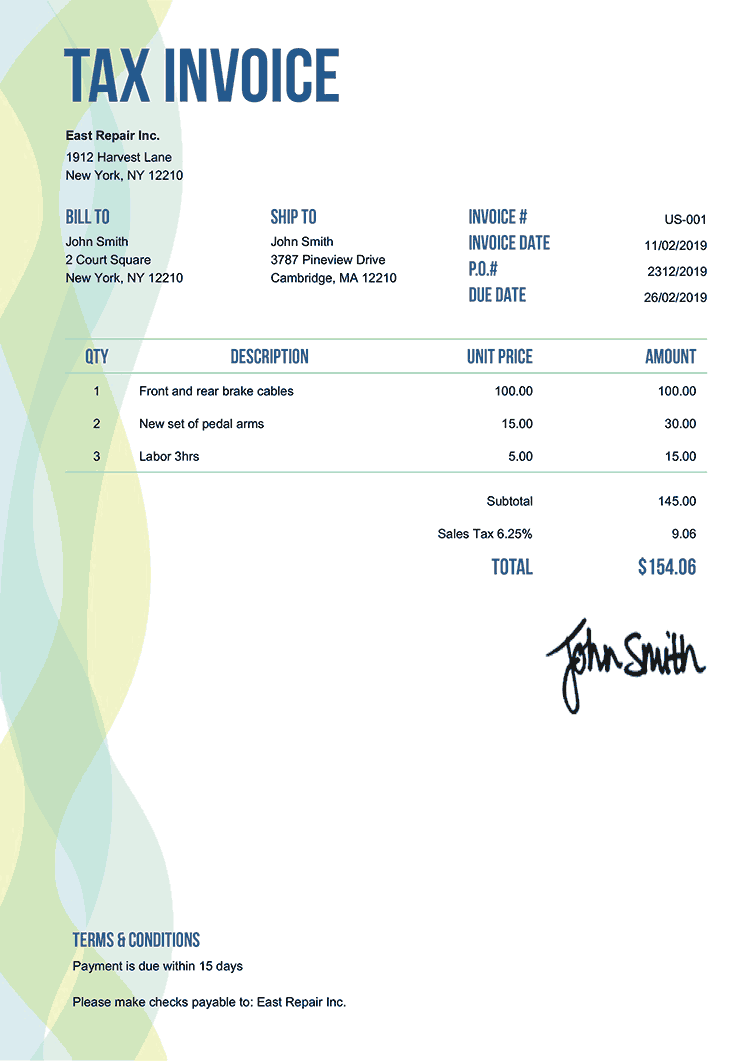 TAX INVOICE
East Repair Inc.
1912 Harvest Lane
New York, NY 12210
BILL TO
John Smith
2 Court Square
New York, NY 12210
SHIP TO
John Smith
3787 Pineview Drive
Cambridge, MA 12210
INVOICE # US-001
INVOICE DATE 11/02/2019
P.O.# 2312/2019
DUE DATE 26/02/2019
QTY DESCRIPTION UNIT PRICE AMOUNT
1 Front and rear brake cables 100.00 100.00
2 New set of pedal arms 15.00 30.00
3 Labor 3hrs 5.00 15.00
Subtotal 145.00
Sales Tax 6.25% 9.06
TOTAL $154.06
John Smith
TERMS & CONDITIONS
Payment is due within 15 days
Please make checks payable to: East Repair Inc.